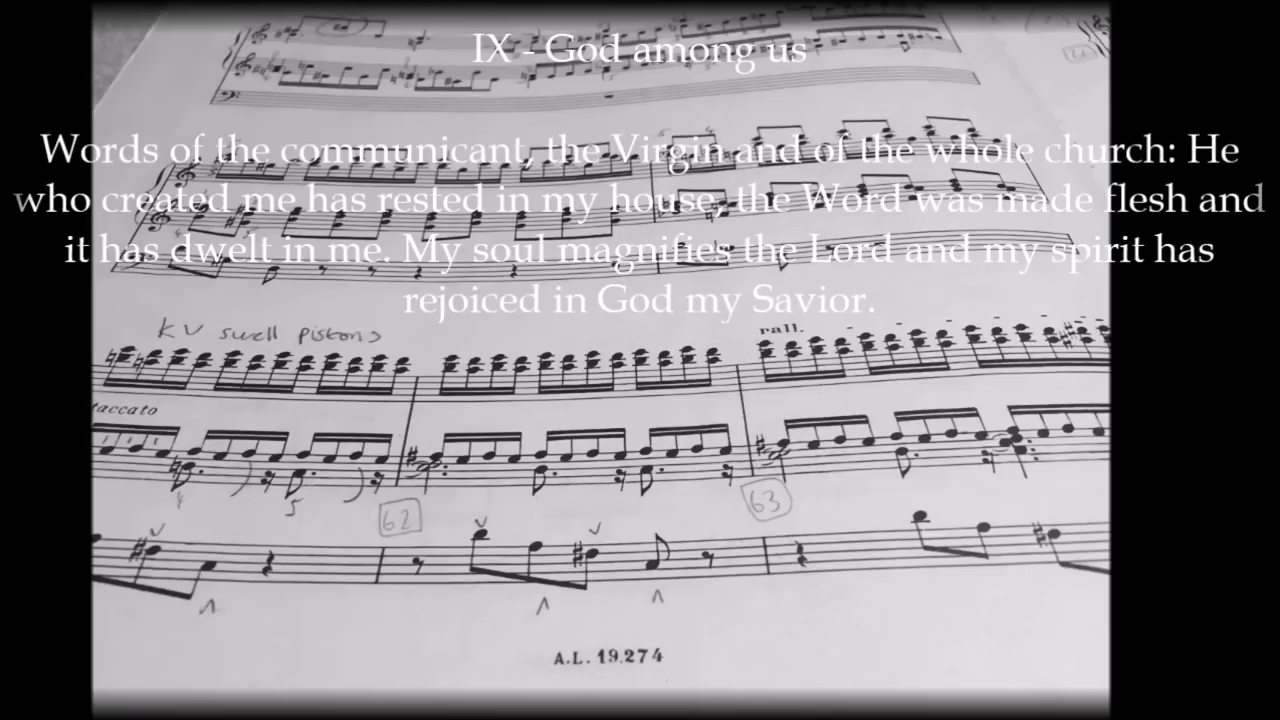 IX - God among us
Words of the communicant, the Virgin and of the whole church: He
who created me has rested in my house, the Word was made flesh and
it has dwelt in me. My soul magnifies the Lord and my spirit has
rejoiced in God my Savior.
KV swell pistons
rall.
taccato
4
5
62
63
A.L. 19.274